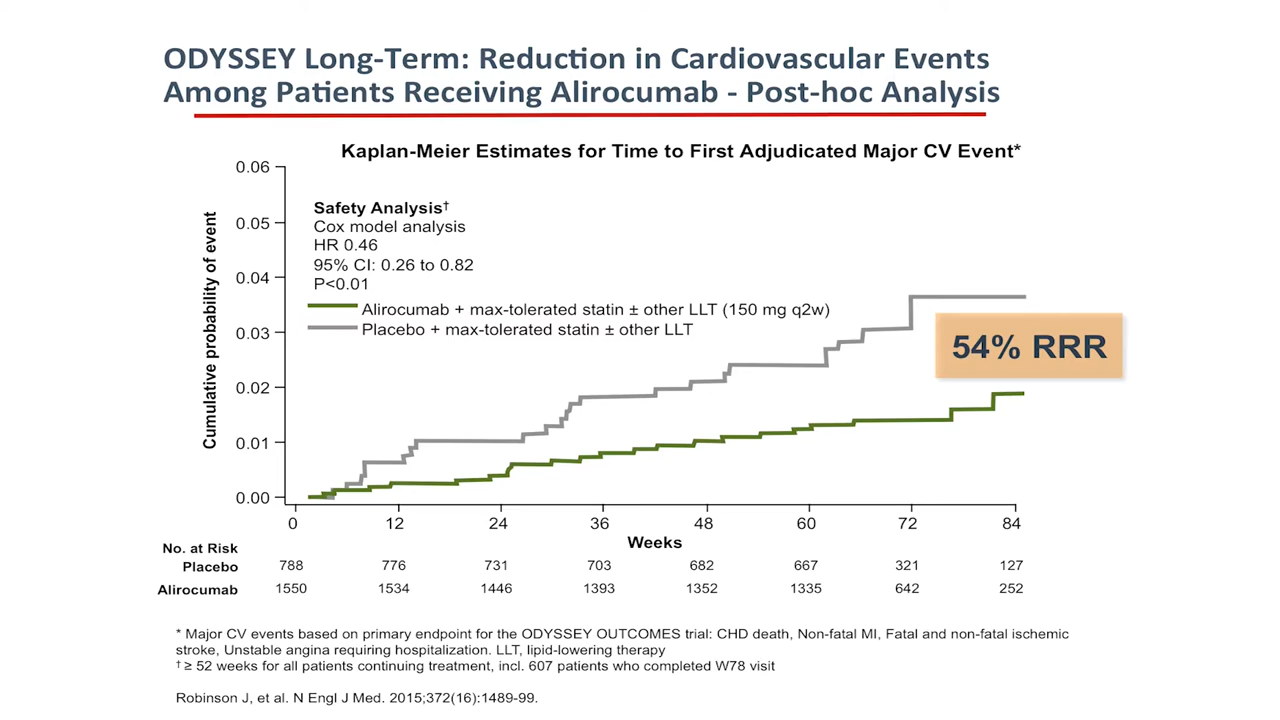 ODYSSEY Long-Term: Reduction in Cardiovascular Events
Among Patients Receiving Alirocumab - Post-hoc Analysis
Kaplan-Meier Estimates for Time to First Adjudicated Major CV Event*
Cumulative probability of event
0.06
0.05
0.04
0.03
0.02
0.01
0.00
Safety Analysis†
Cox model analysis
HR 0.46
95% CI: 0.26 to 0.82
P<0.01
Alirocumab + max-tolerated statin ± other LLT (150 mg q2w)
Placebo + max-tolerated statin ± other LLT
54% RRR
0 12 24 36 48 60 72 84
Weeks
No. at Risk
Placebo 788 776 731 703 682 667 321 127
Alirocumab 1550 1534 1446 1393 1352 1335 642 252
* Major CV events based on primary endpoint for the ODYSSEY OUTCOMES trial: CHD death, Non-fatal MI, Fatal and non-fatal ischemic
stroke, Unstable angina requiring hospitalization. LLT, lipid-lowering therapy
† ≥ 52 weeks for all patients continuing treatment, incl. 607 patients who completed W78 visit
Robinson J, et al. N Engl J Med. 2015;372(16):1489-99.